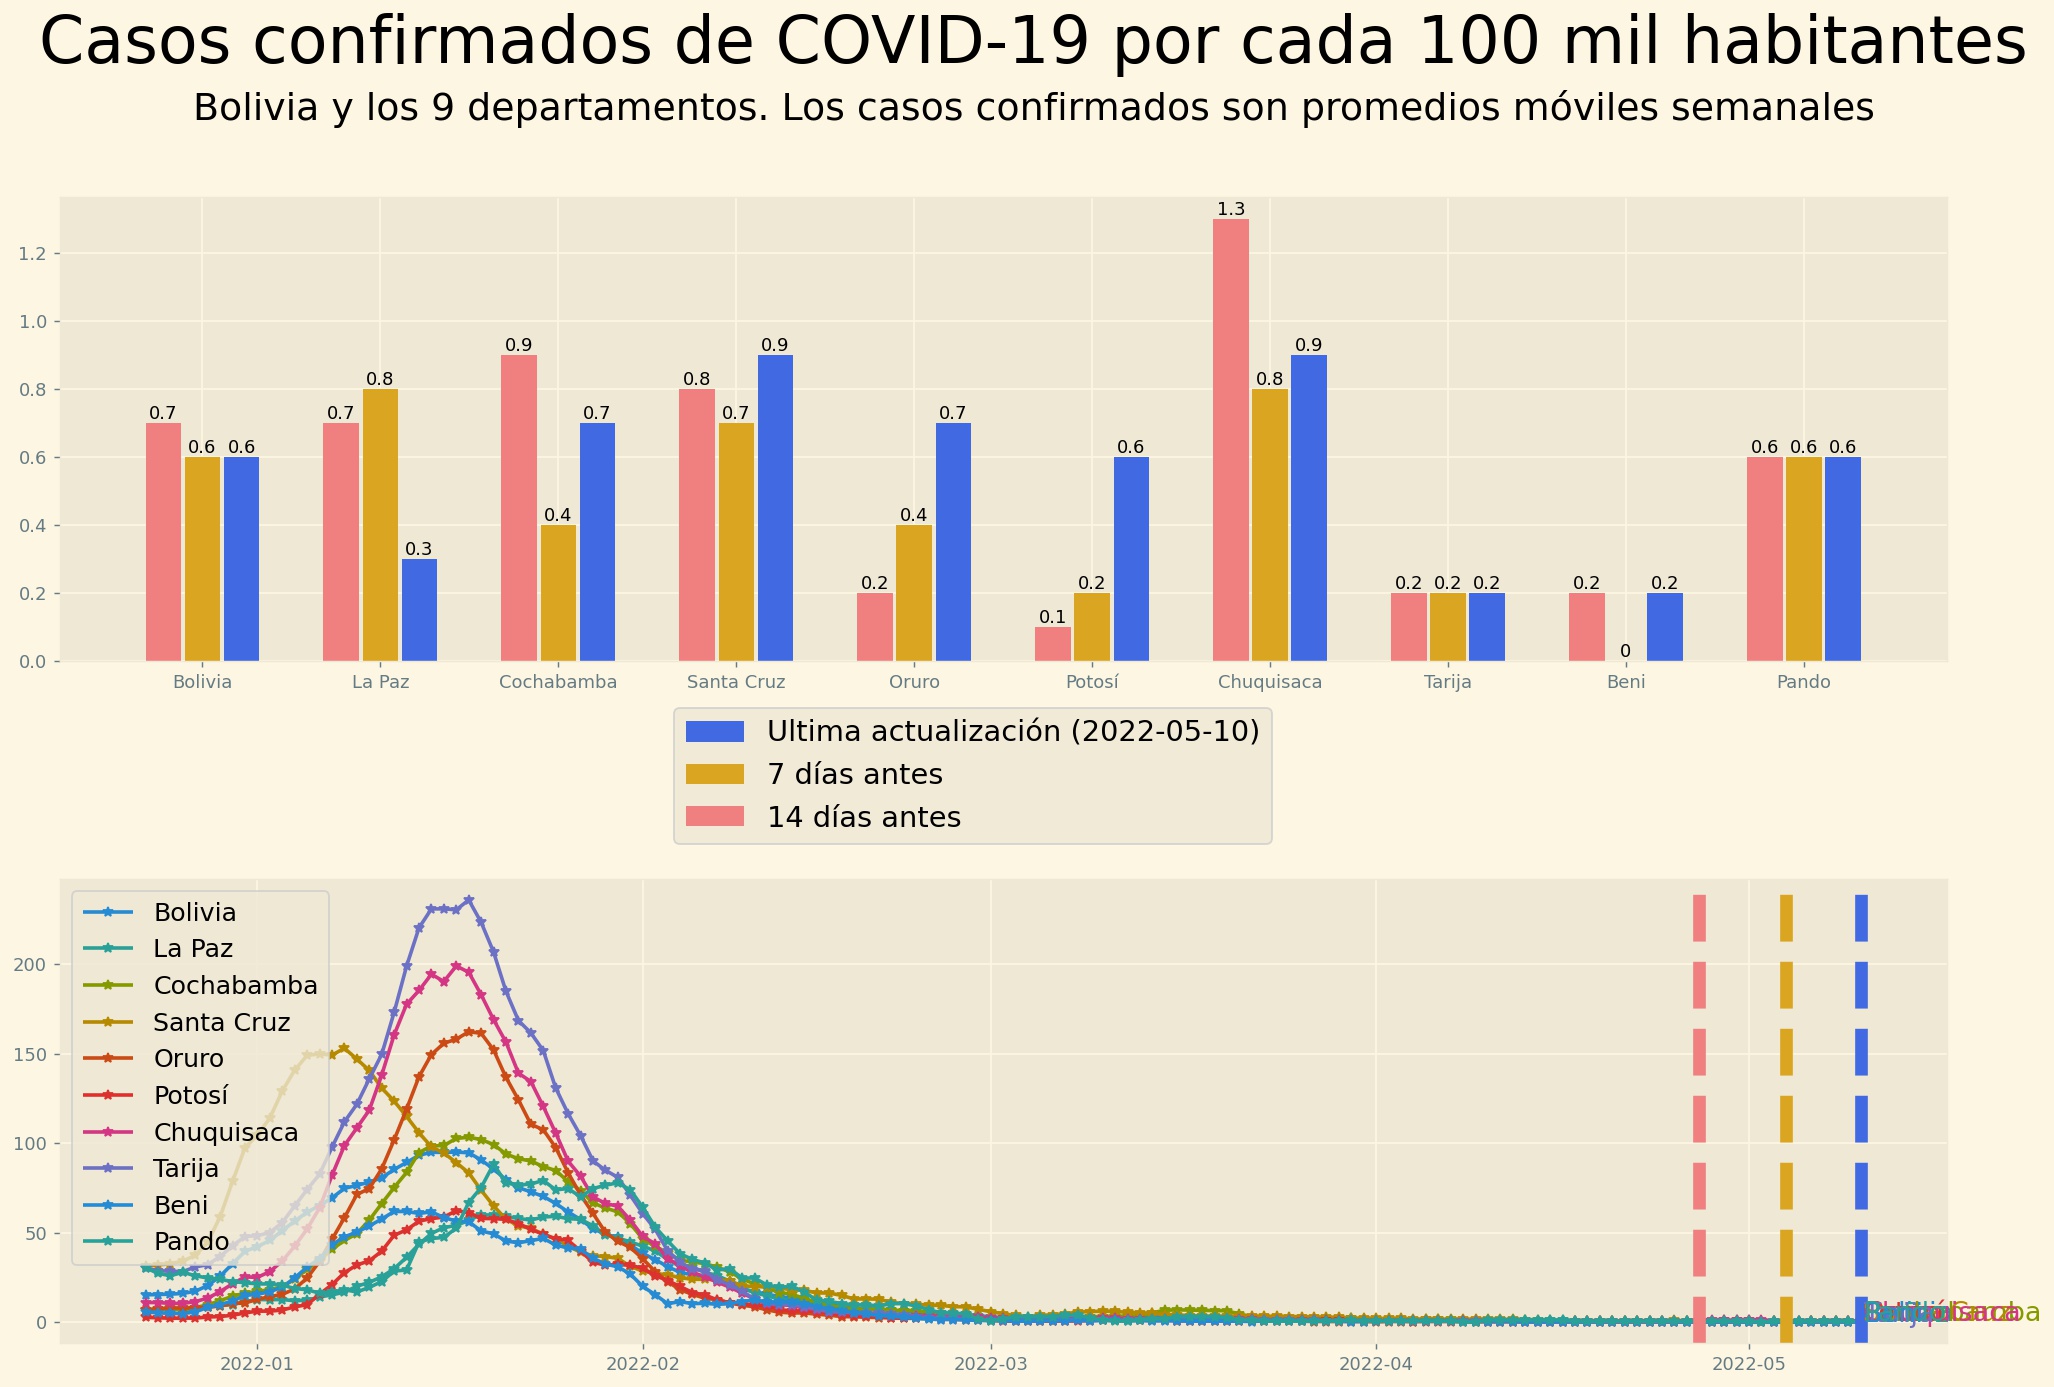 Casos confirmados de COVID-19 por cada 100 mil habitantes
Bolivia y los 9 departamentos. Los casos confirmados son promedios móviles semanales
1.3
1.2
1.0
0.9 0.9 0.9
0.8 0.8 0.8
0.8
0.7 0.7 0.7 0.7 0.7
0.6 0.6 0.6 0.6 0.6 0.6
0.6
0.4 0.4
0.4
0.3
0.2 0.2 0.2 0.2 0.2 0.2 0.2
0.2
0.1
0
0.0
Bolivia La Paz Cochabamba Santa Cruz Oruro Potosí Chuquisaca Tarija Beni Pando
Ultima actualización (2022-05-10)
7 días antes
14 días antes
Bolivia
La Paz
Cochabamba
Santa Cruz
Oruro
Potosí
Chuquisaca
Tarija
Beni
Pando
200
150
100
50
0
2022-01 2022-02 2022-03 2022-04 2022-05